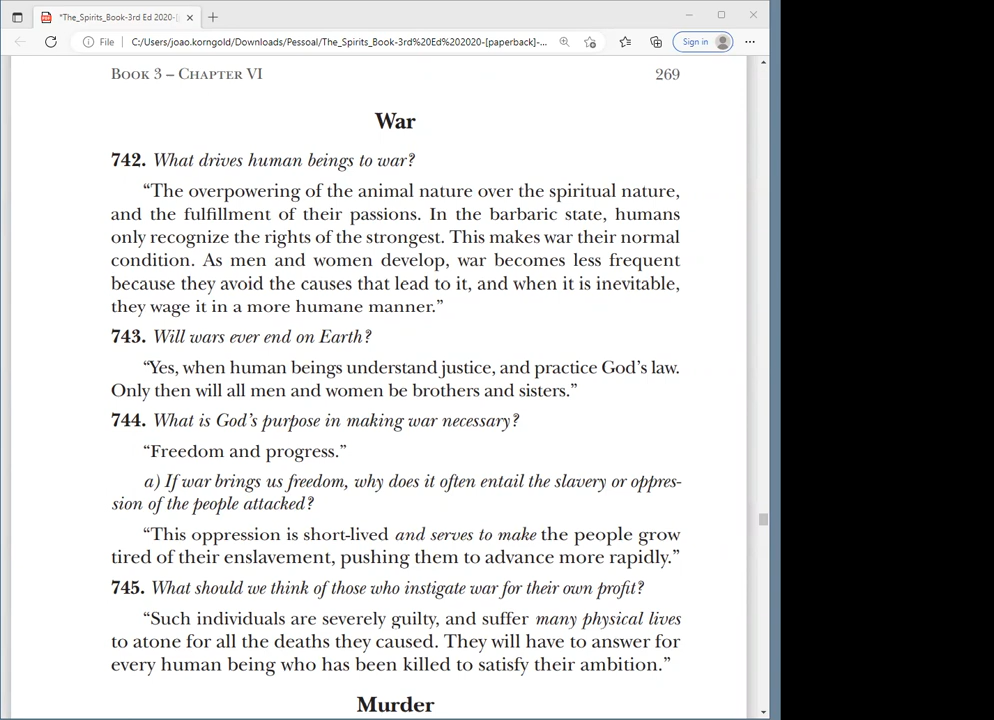 *The_Spirits_Book-3rd Ed 2020-[
File
C:/Users/joao.korngold/Downloads/Pessoal/The_Spirits_Book-3rd%20Ed%202020-[paperback]-...
Sign in
BOOK 3 – CHAPTER VI
269
War
742. What drives human beings to war?
“The overpowering of the animal nature over the spiritual nature,
and the fulfillment of their passions. In the barbaric state, humans
only recognize the rights of the strongest. This makes war their normal
condition. As men and women develop, war becomes less frequent
because they avoid the causes that lead to it, and when it is inevitable,
they wage it in a more humane manner.”
743. Will wars ever end on Earth?
“Yes, when human beings understand justice, and practice God’s law.
Only then will all men and women be brothers and sisters.”
744. What is God’s purpose in making war necessary?
“Freedom and progress.”
a) If war brings us freedom, why does it often entail the slavery or oppres-
sion of the people attacked?
“This oppression is short-lived and serves to make the people grow
tired of their enslavement, pushing them to advance more rapidly.”
745. What should we think of those who instigate war for their own profit?
“Such individuals are severely guilty, and suffer many physical lives
to atone for all the deaths they caused. They will have to answer for
every human being who has been killed to satisfy their ambition.”
Murder